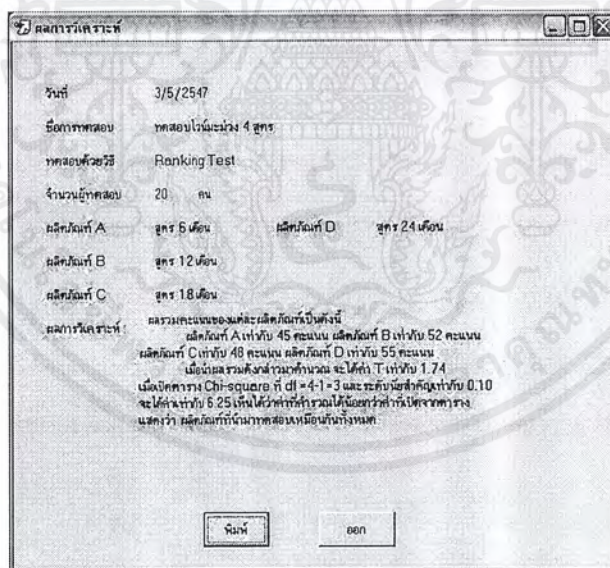 ผลการวิเคราะห์
วันที่ 3/5/2547
ชื่อการทดสอบ ทดสอบไวน์มะม่วง 4 สูตร
ทดสอบด้วยวิธี Ranking Test
จำนวนผู้ทดสอบ 20 คน
ผลิตภัณฑ์ A สูตร 6 เดือน ผลิตภัณฑ์ D สูตร 24 เดือน
ผลิตภัณฑ์ B สูตร 12 เดือน
ผลิตภัณฑ์ C สูตร 18 เดือน
ผลการวิเคราะห์ : ผลรวมคะแนนของแต่ละผลิตภัณฑ์เป็นดังนี้
ผลิตภัณฑ์ A เท่ากับ 45 คะแนน ผลิตภัณฑ์ B เท่ากับ 52 คะแนน
ผลิตภัณฑ์ C เท่ากับ 48 คะแนน ผลิตภัณฑ์ D เท่ากับ 55 คะแนน
เมื่อนำผลรวมดังกล่าวมาคำนวณ จะได้ค่า T เท่ากับ 1.74
เมื่อเปิดตาราง Chi-square ที่ df =4-1=3 และระดับนัยสำคัญเท่ากับ 0.10
จะได้ค่าเท่ากับ 6.25 เห็นได้ว่าค่าที่คำรวณได้น้อยกว่าค่าที่เปิดจากตาราง
แสดงว่า ผลิตภัณฑ์ที่นำมาทดสอบเหมือนกันทั้งหมด
พิมพ์ ออก